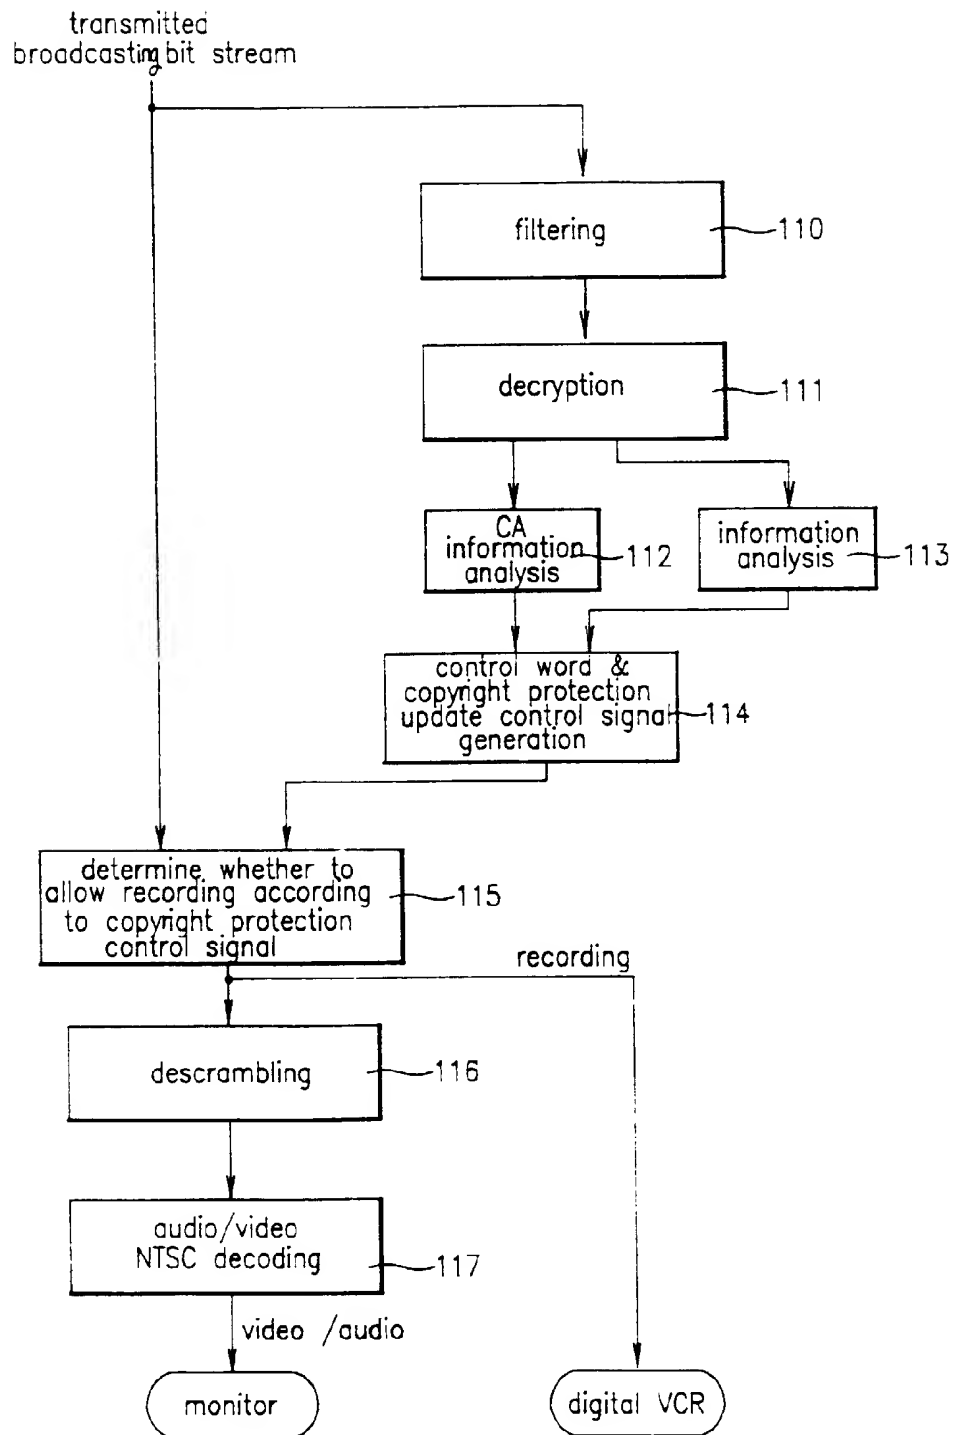 transmitted
broadcasting bit stream
filtering
110
decryption
111
CA
information
analysis
112
information
analysis
113
control word &
copyright protection
update control signal
generation
114
determine whether to
allow recording according
to copyright protection
control signal
115
recording
descrambling
116
audio/video
NTSC decoding
117
video /audio
monitor
digital VCR